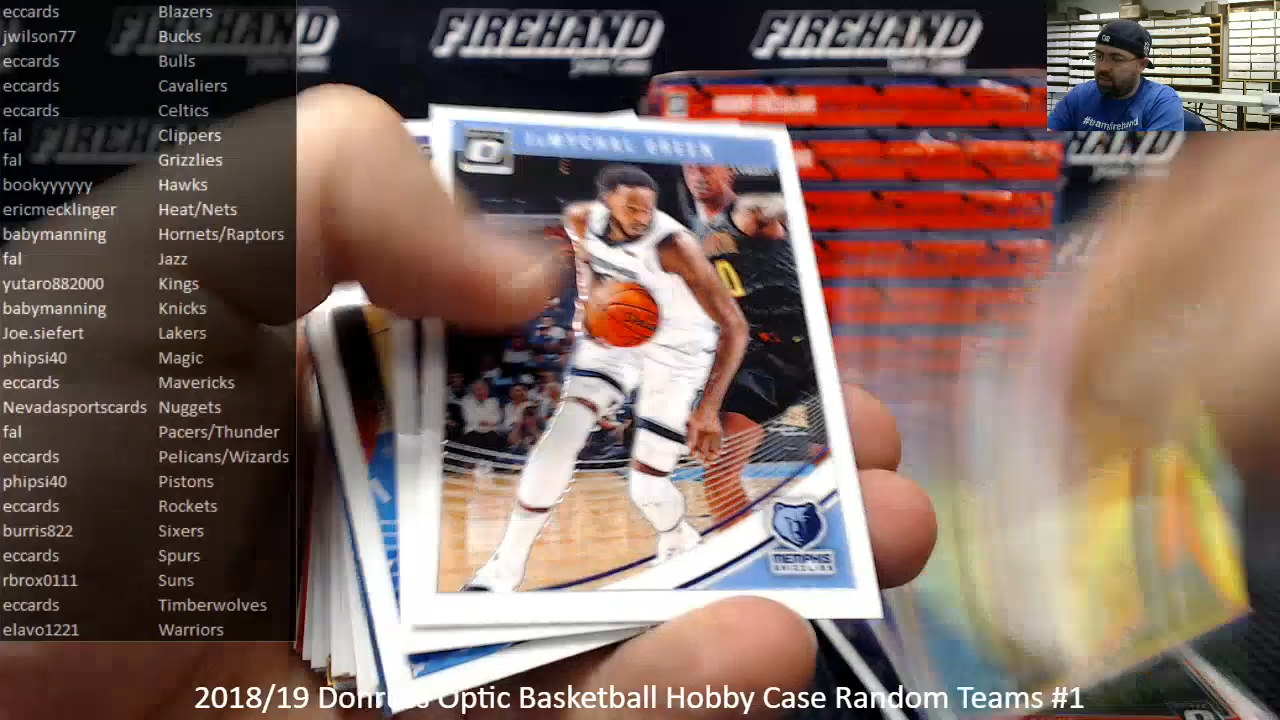 eccards Blazers
jwilson77 Bucks
eccards Bulls
eccards Cavaliers
eccards Celtics
fal Clippers
fal Grizzlies
bookyyyyyy Hawks
ericmecklinger Heat/Nets
babymanning Hornets/Raptors
fal Jazz
yutaro882000 Kings
babymanning Knicks
Joe.siefert Lakers
phipsi40 Magic
eccards Mavericks
Nevadasportscards Nuggets
fal Pacers/Thunder
eccards Pelicans/Wizards
phipsi40 Pistons
eccards Rockets
burris822 Sixers
eccards Spurs
rbrox0111 Suns
eccards Timberwolves
elavo1221 Warriors
FIREHAND
FIREHAND
#teamfirehand
JaMYCHAL GREEN
MEMPHIS
GRIZZLIES
2018/19 Donruss Optic Basketball Hobby Case Random Teams #1